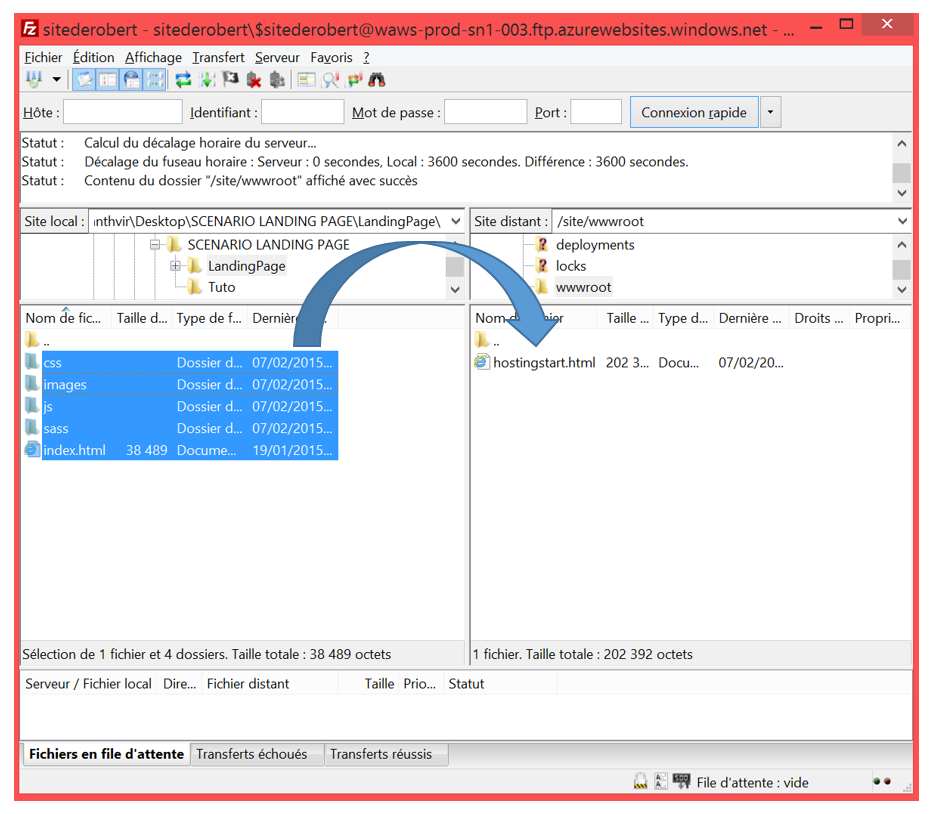 sitederobert - sitederobert\$sitederobert@waws-prod-sn1-003.ftp.azurewebsites.windows.net - ...
Fichier Édition Affichage Transfert Serveur Favoris ?
Hôte : Identifiant : Mot de passe : Port : Connexion rapide
Statut : Calcul du décalage horaire du serveur...
Statut : Décalage du fuseau horaire : Serveur : 0 secondes, Local : 3600 secondes. Différence : 3600 secondes.
Statut : Contenu du dossier "/site/wwwroot" affiché avec succès
Site local : anthvir\Desktop\SCENARIO LANDING PAGE\LandingPage\
SCENARIO LANDING PAGE
LandingPage
Tuto
Site distant : /site/wwwroot
deployments
locks
wwwroot
Nom de fic... Taille d... Type de f... Dernière ...
..
css Dossier d... 07/02/2015...
images Dossier d... 07/02/2015...
js Dossier d... 07/02/2015...
sass Dossier d... 07/02/2015...
index.html 38 489 Docume... 19/01/2015...
Sélection de 1 fichier et 4 dossiers. Taille totale : 38 489 octets
Nom d ier Taille ... Type d... Dernière ... Droits ... Propri...
..
hostingstart.html 202 3... Docu... 07/02/20...
1 fichier. Taille totale : 202 392 octets
Serveur / Fichier local Dire... Fichier distant Taille Prio... Statut
Fichiers en file d'attente Transferts échoués Transferts réussis
File d'attente : vide